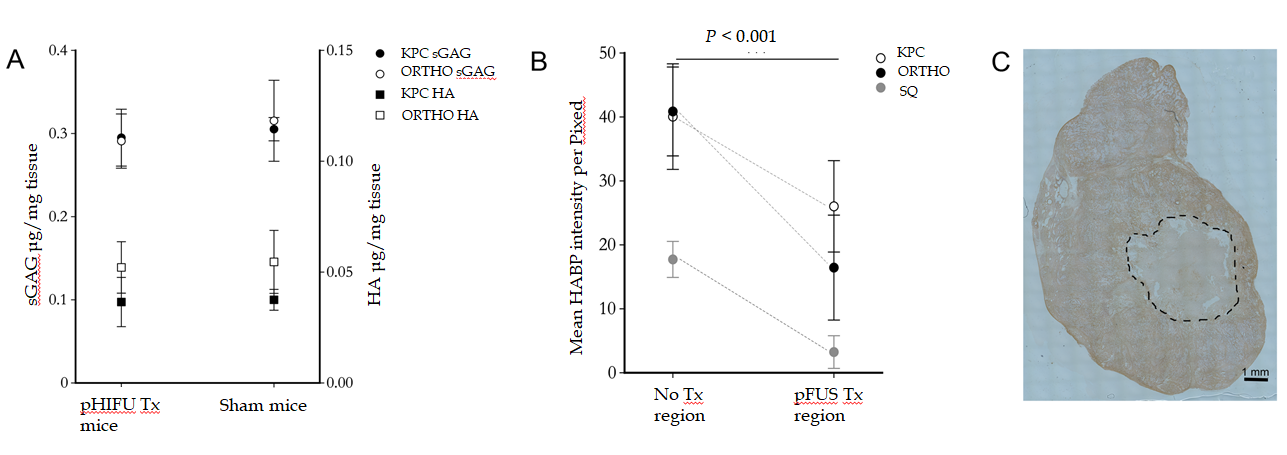 A
sGAG µg/mg tissue
0.4
0.3
0.2
0.1
0
pHIFU Tx
mice
Sham mice
0.15
0.10
0.05
0.00
HA µg/mg tissue
KPC sGAG
ORTHO sGAG
KPC HA
ORTHO HA
B
P < 0.001
Mean HABP intensity per Pixed
50
40
30
20
10
0
No Tx
region
pFUS Tx
region
KPC
ORTHO
SQ
C
1 mm